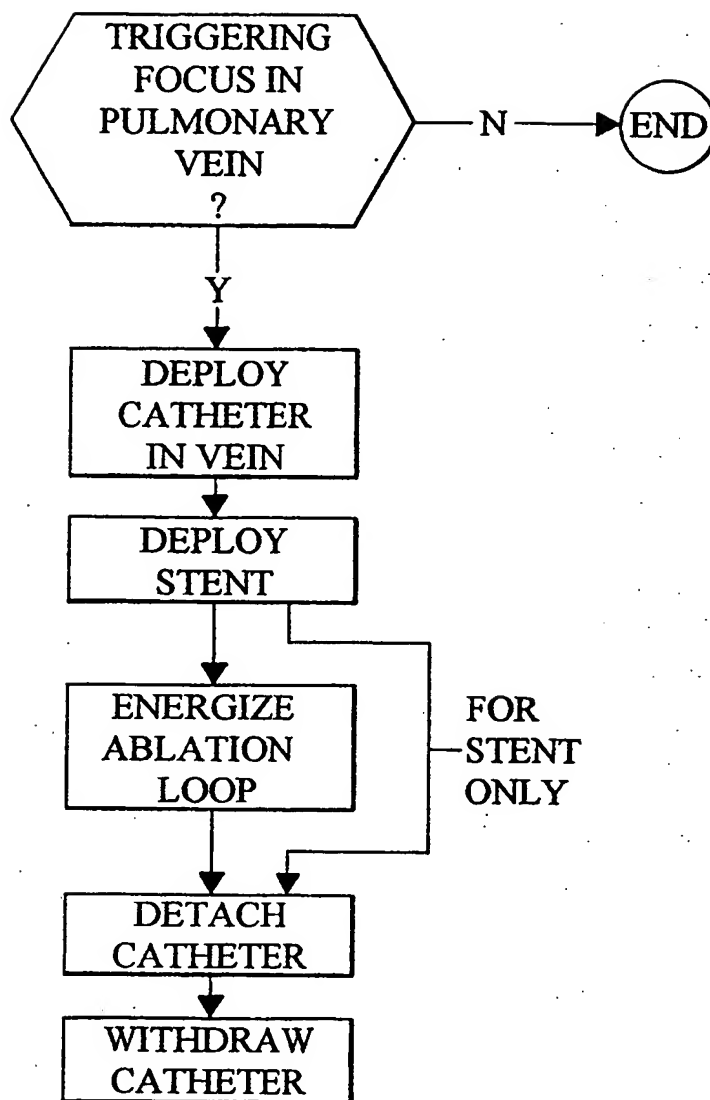 TRIGGERING
FOCUS IN
PULMONARY
VEIN
?
N
END
Y
DEPLOY
CATHETER
IN VEIN
DEPLOY
STENT
ENERGIZE
ABLATION
LOOP
FOR
STENT
ONLY
DETACH
CATHETER
WITHDRAW
CATHETER